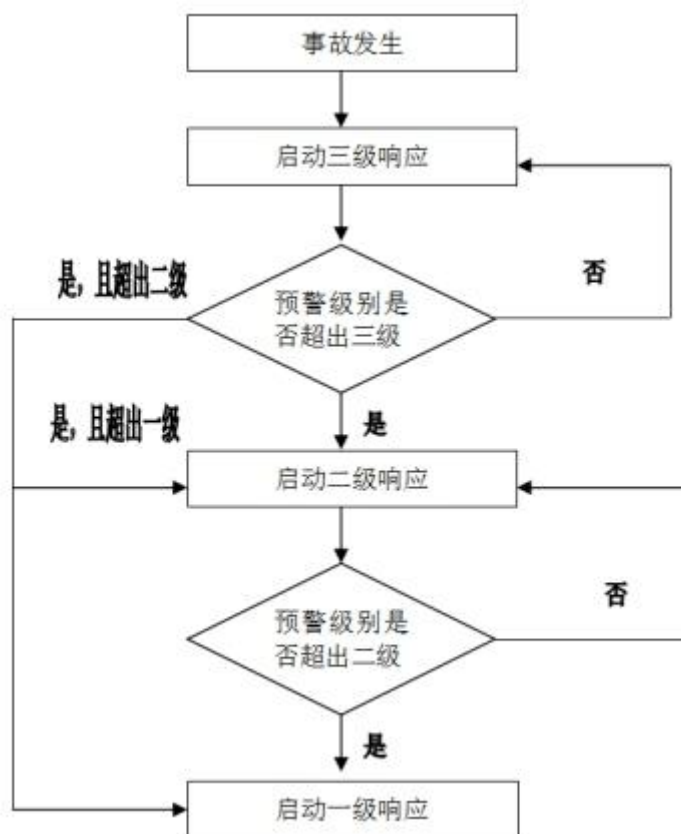 事故发生
启动三级响应
是，且超出二级
否
预警级别是
否超出三级
是，且超出一级
是
启动二级响应
否
预警级别是
否超出二级
是
启动一级响应